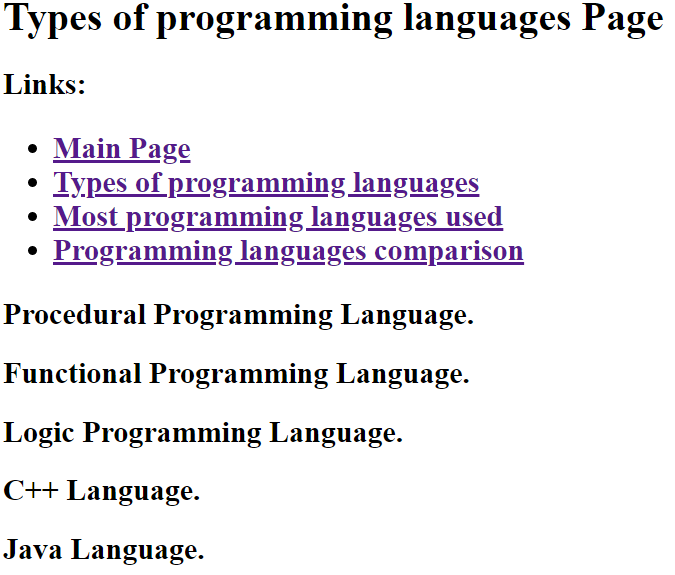 Types of programming languages Page
Links:
Main Page
Types of programming languages
Most programming languages used
Programming languages comparison
Procedural Programming Language.
Functional Programming Language.
Logic Programming Language.
C++ Language.
Java Language.